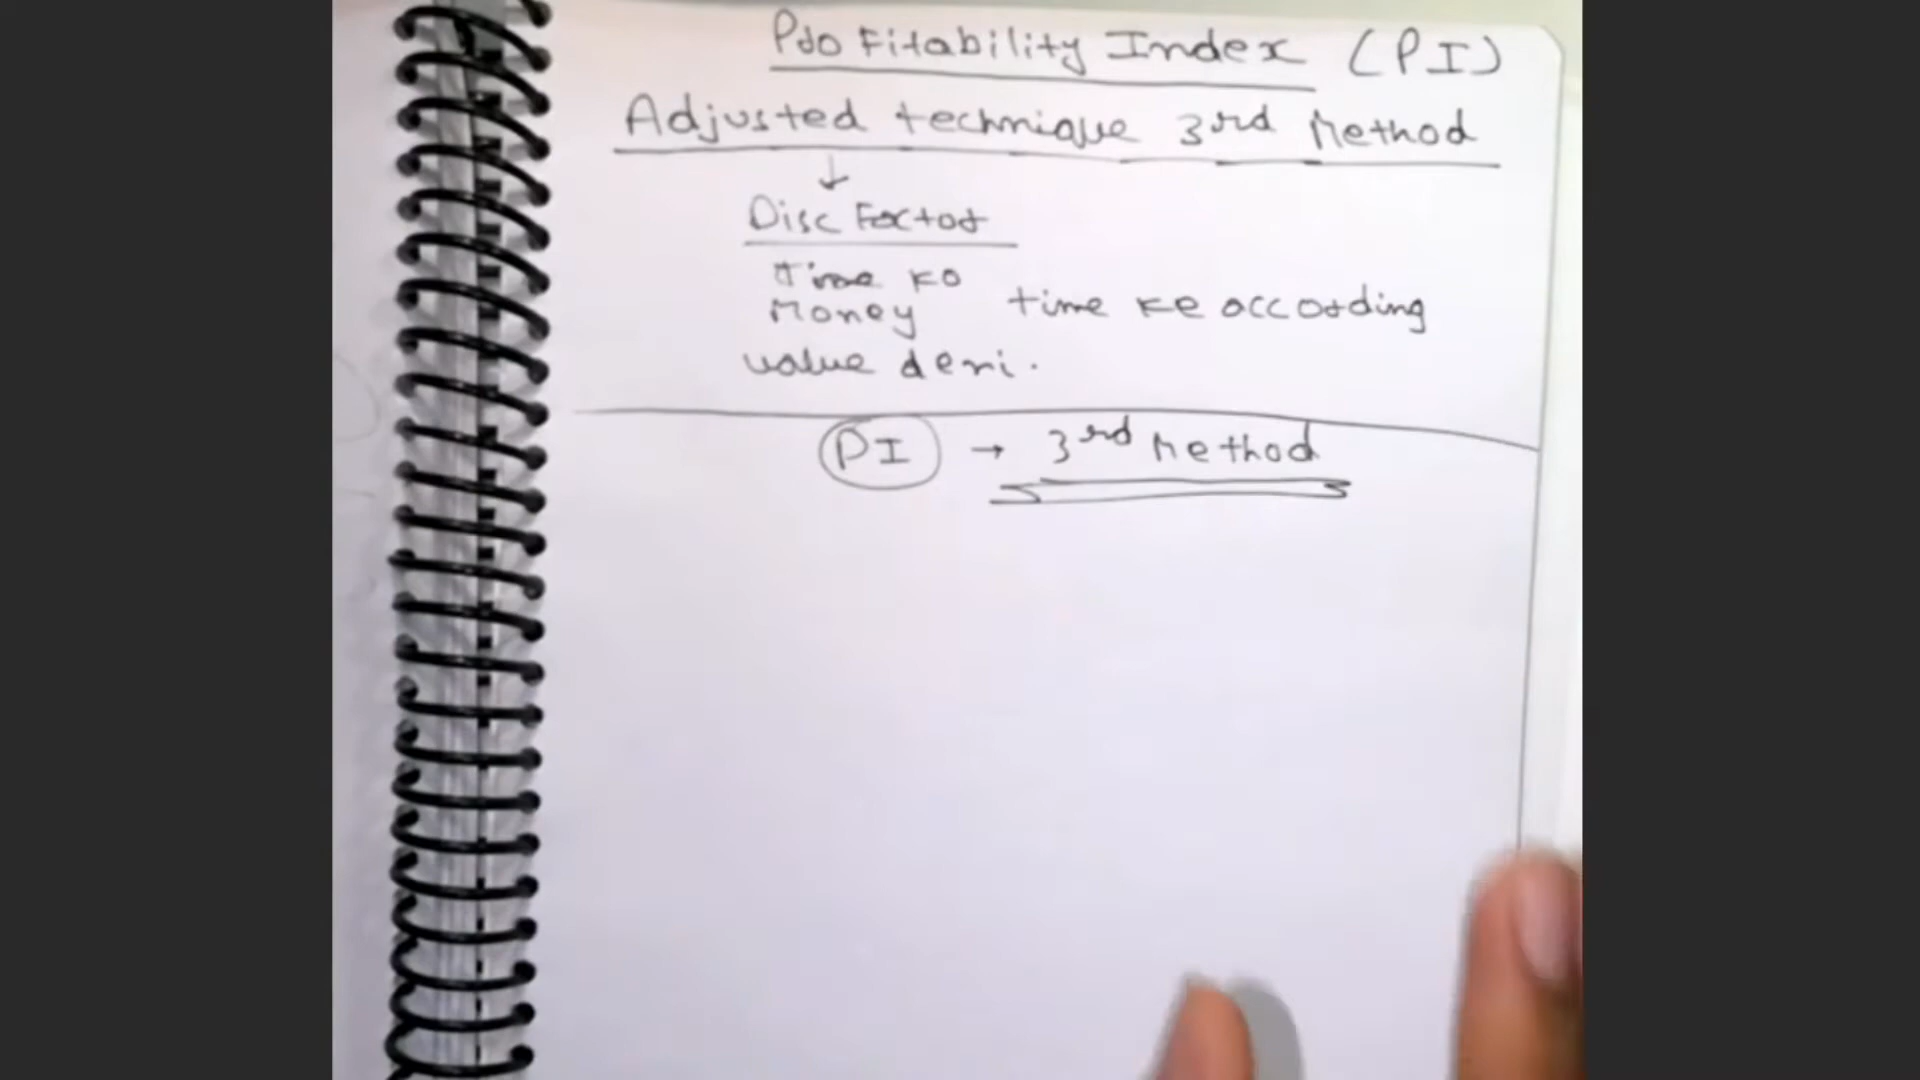 Profitability Index (PI)
Adjusted technique 3rd Method
↓
Disc Factor
Time ko
Money time ke according
value deni.
PI → 3rd Method